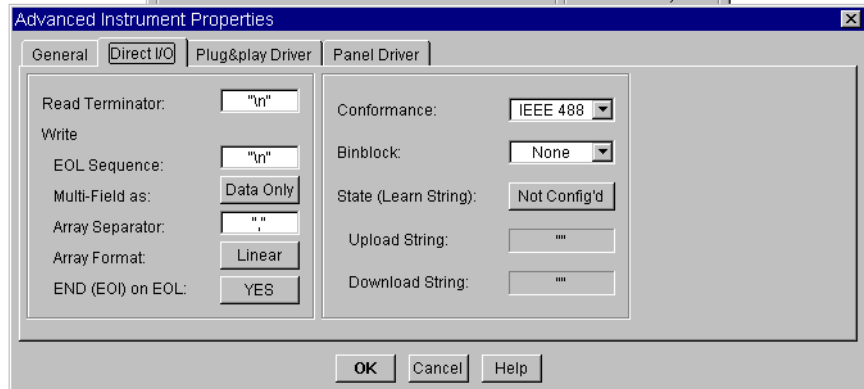 Advanced Instrument Properties
General Direct I/O Plug&play Driver Panel Driver
Read Terminator: "\n"
Write
EOL Sequence: "\n"
Multi-Field as: Data Only
Array Separator: ","
Array Format: Linear
END (EOI) on EOL: YES
Conformance: IEEE 488
Binblock: None
State (Learn String): Not Config'd
Upload String: ""
Download String: ""
OK Cancel Help